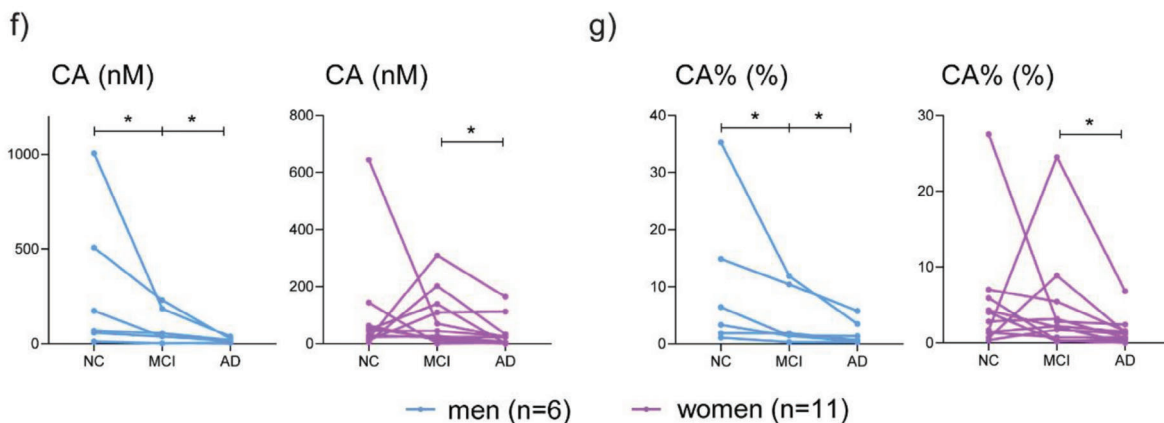 f)
g)
CA (nM)
CA (nM)
CA% (%)
CA% (%)
* *
*
* *
*
1000
500
0
800
600
400
200
0
40
30
20
10
0
30
20
10
0
NC MCI AD
NC MCI AD
NC MCI AD
NC MCI AD
men (n=6) women (n=11)